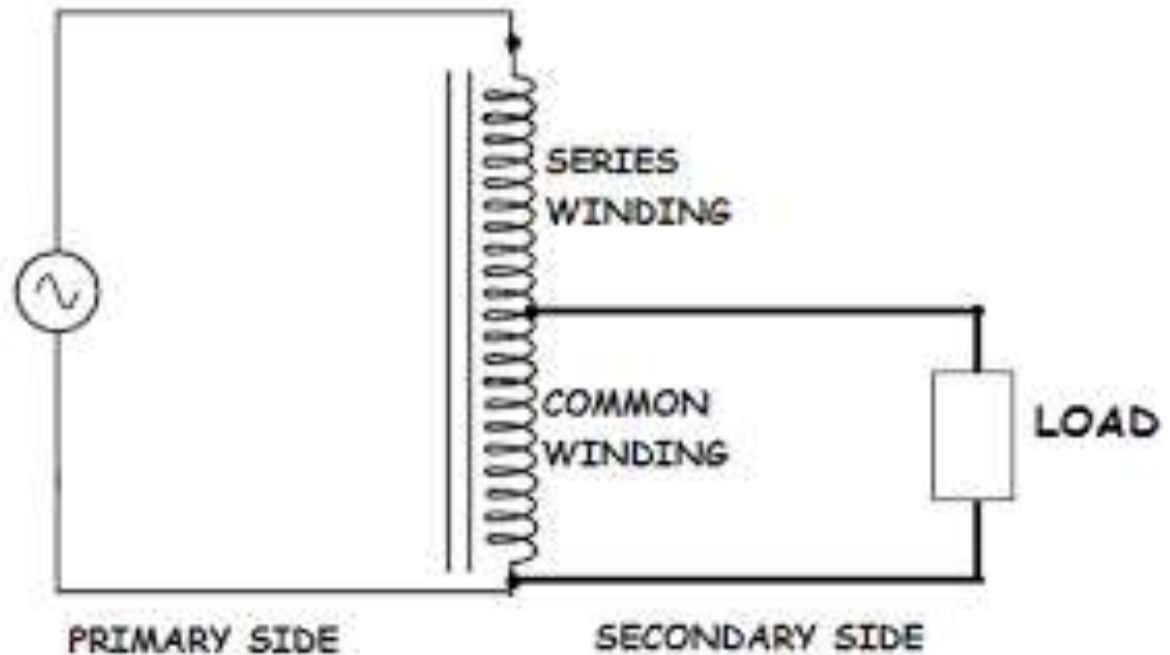 SERIES
WINDING
COMMON
WINDING
LOAD
PRIMARY SIDE
SECONDARY SIDE